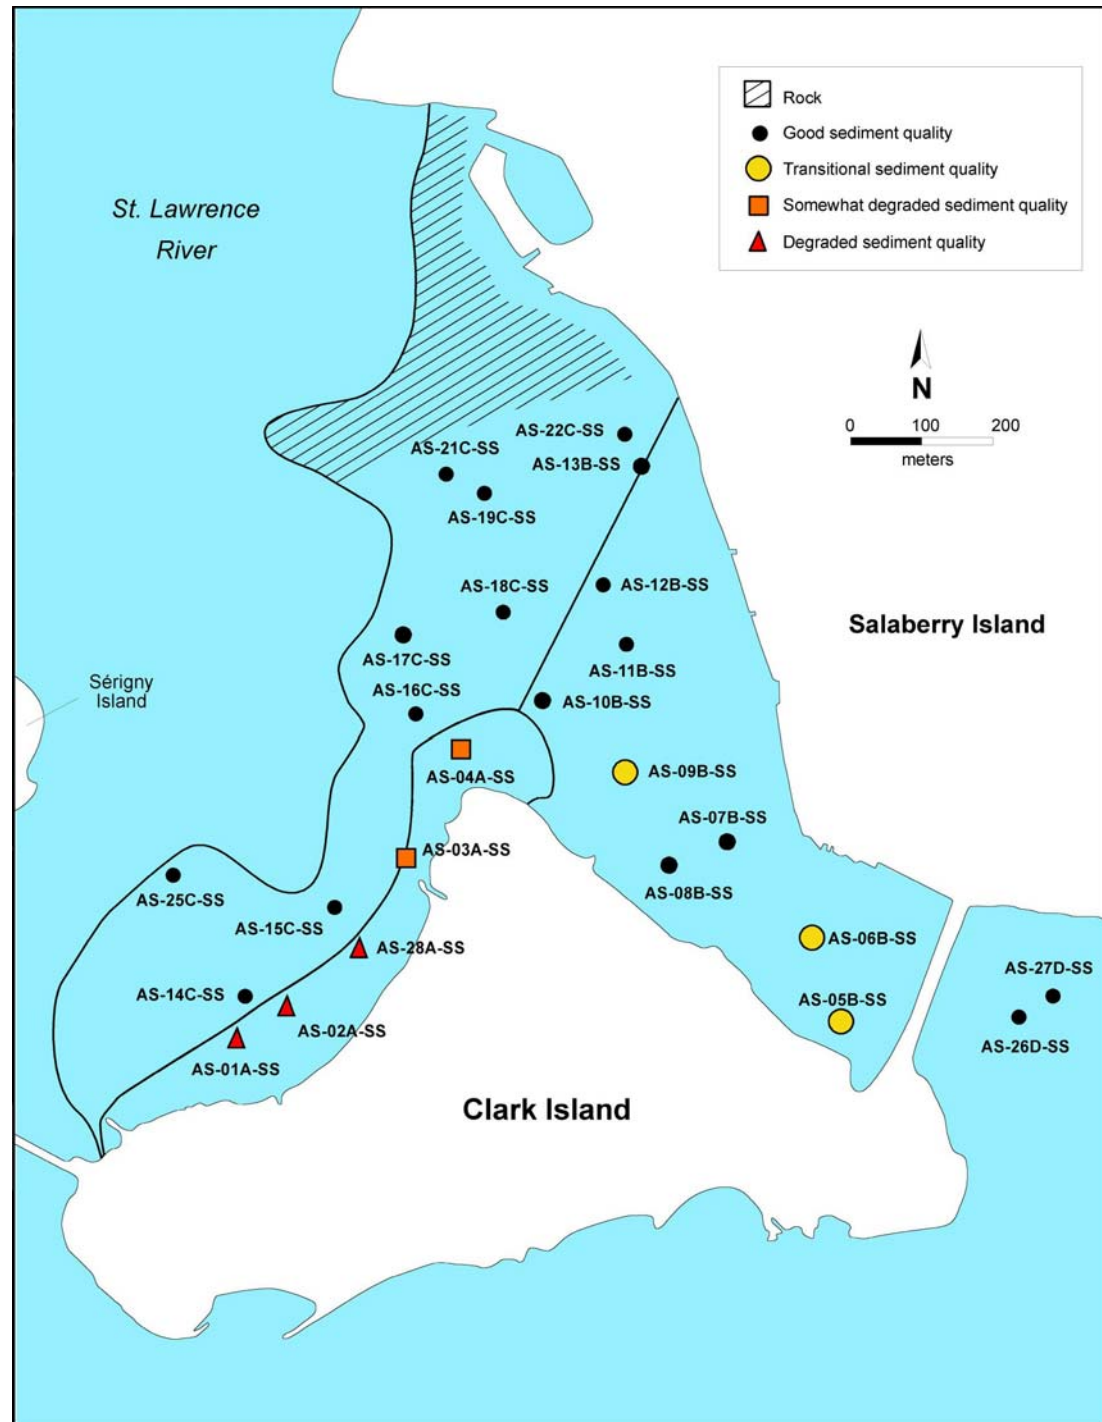 Rock
Good sediment quality
Transitional sediment quality
Somewhat degraded sediment quality
Degraded sediment quality
St. Lawrence
River
N
0 100 200
meters
AS-22C-SS
AS-21C-SS
AS-13B-SS
AS-19C-SS
AS-18C-SS
AS-12B-SS
Salaberry Island
AS-17C-SS
AS-11B-SS
Sérigny
Island
AS-16C-SS
AS-10B-SS
AS-04A-SS
AS-09B-SS
AS-07B-SS
AS-03A-SS
AS-08B-SS
AS-25C-SS
AS-15C-SS
AS-28A-SS
AS-06B-SS
AS-27D-SS
AS-14C-SS
AS-05B-SS
AS-02A-SS
AS-26D-SS
AS-01A-SS
Clark Island